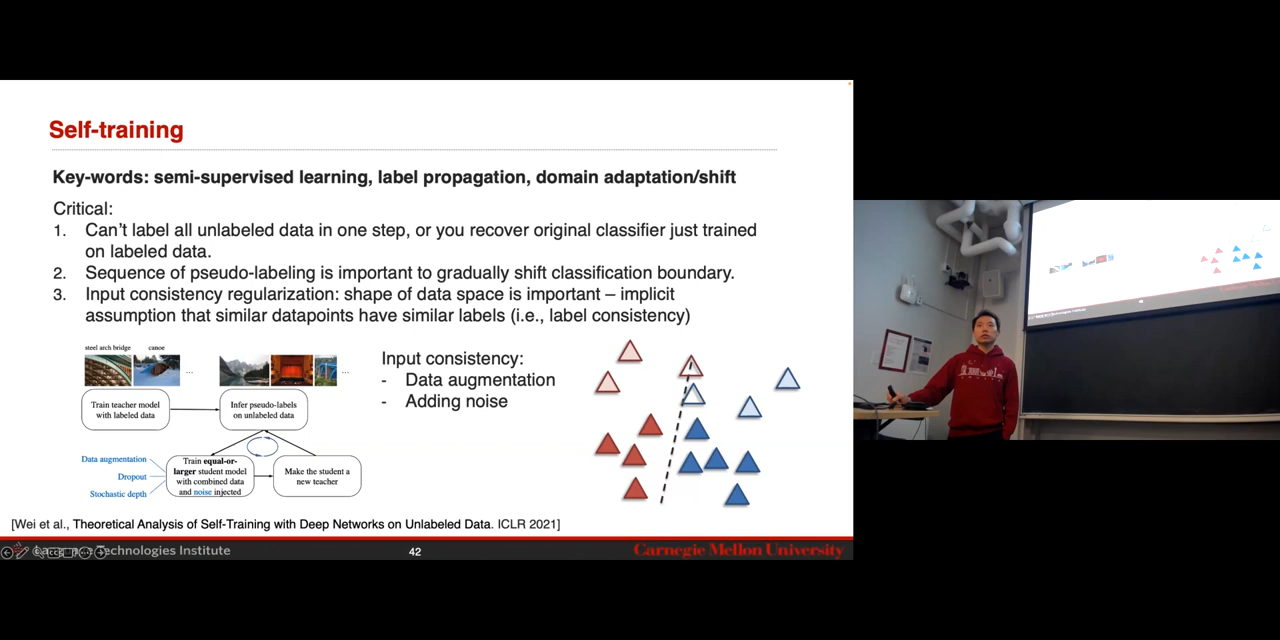 Self-training
Key-words: semi-supervised learning, label propagation, domain adaptation/shift
Critical:
1. Can't label all unlabeled data in one step, or you recover original classifier just trained
on labeled data.
2. Sequence of pseudo-labeling is important to gradually shift classification boundary.
3. Input consistency regularization: shape of data space is important – implicit
assumption that similar datapoints have similar labels (i.e., label consistency)
steel arch bridge canoe
... ...
Train teacher model
with labeled data
Infer pseudo-labels
on unlabeled data
Data augmentation
Dropout
Stochastic depth
Train equal-or-
larger student model
with combined data
and noise injected
Make the student a
new teacher
Input consistency:
- Data augmentation
- Adding noise
[Wei et al., Theoretical Analysis of Self-Training with Deep Networks on Unlabeled Data. ICLR 2021]
Technologies Institute
42
Carnegie Mellon University